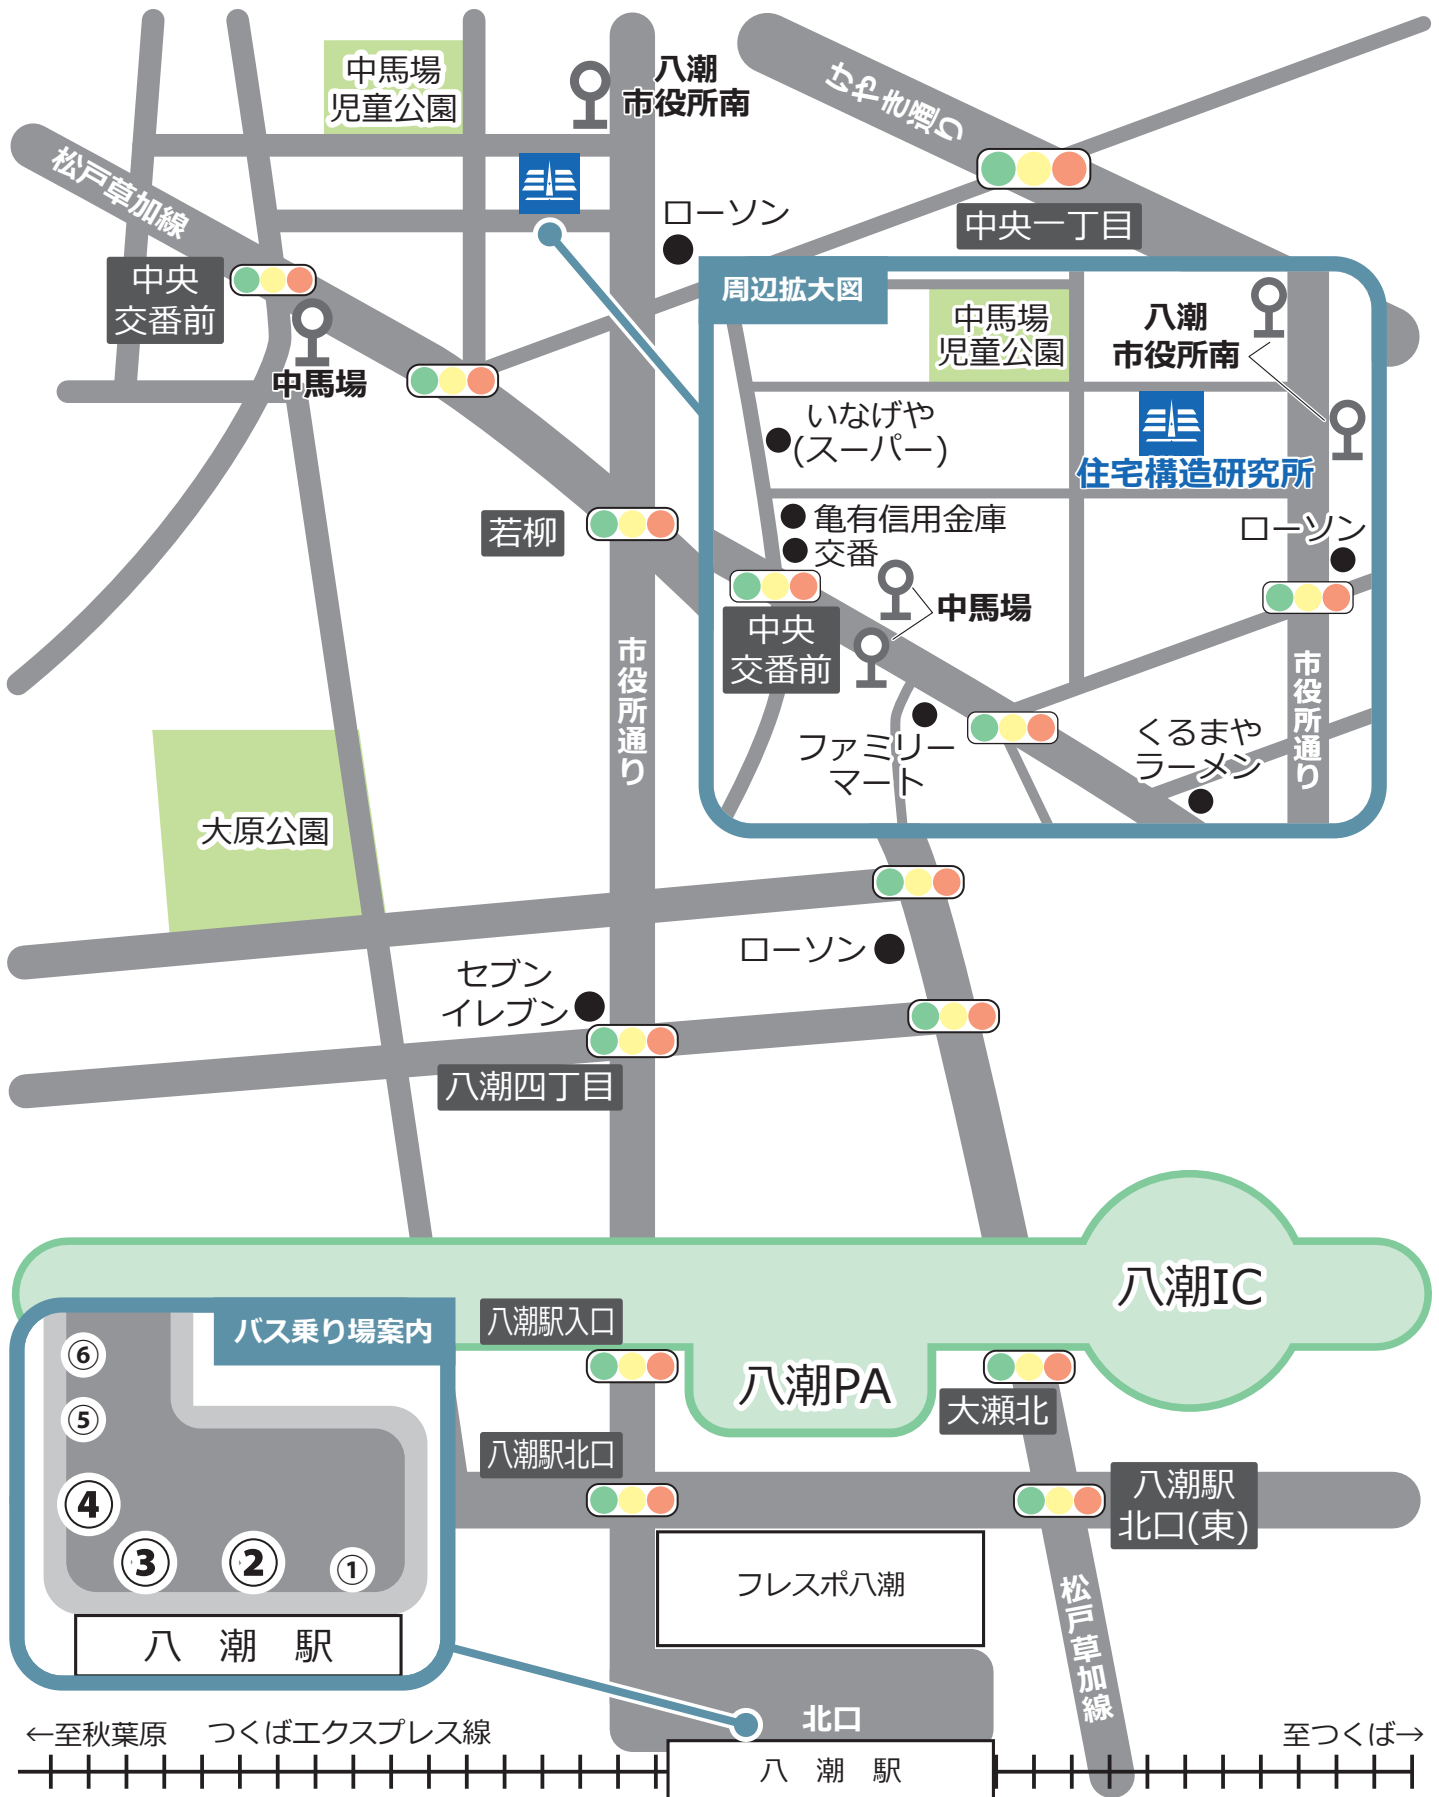 中馬場
児童公園
八潮
市役所南
けやき通り
松戸草加線
ローソン
中央一丁目
中央
交番前
中馬場
周辺拡大図
中馬場
児童公園
八潮
市役所南
いなげや
(スーパー)
住宅構造研究所
亀有信用金庫
交番
ローソン
若柳
中央
交番前
中馬場
市役所通り
ファミリー
マート
くるまや
ラーメン
市役所通り
大原公園
ローソン
セブン
イレブン
八潮四丁目
八潮IC
バス乗り場案内
八潮駅入口
⑥
八潮PA
⑤
大瀬北
八潮駅北口
④
八潮駅
北口(東)
③
②
①
フレスポ八潮
松戸草加線
八潮駅
北口
←至秋葉原
つくばエクスプレス線
至つくば→
八潮駅